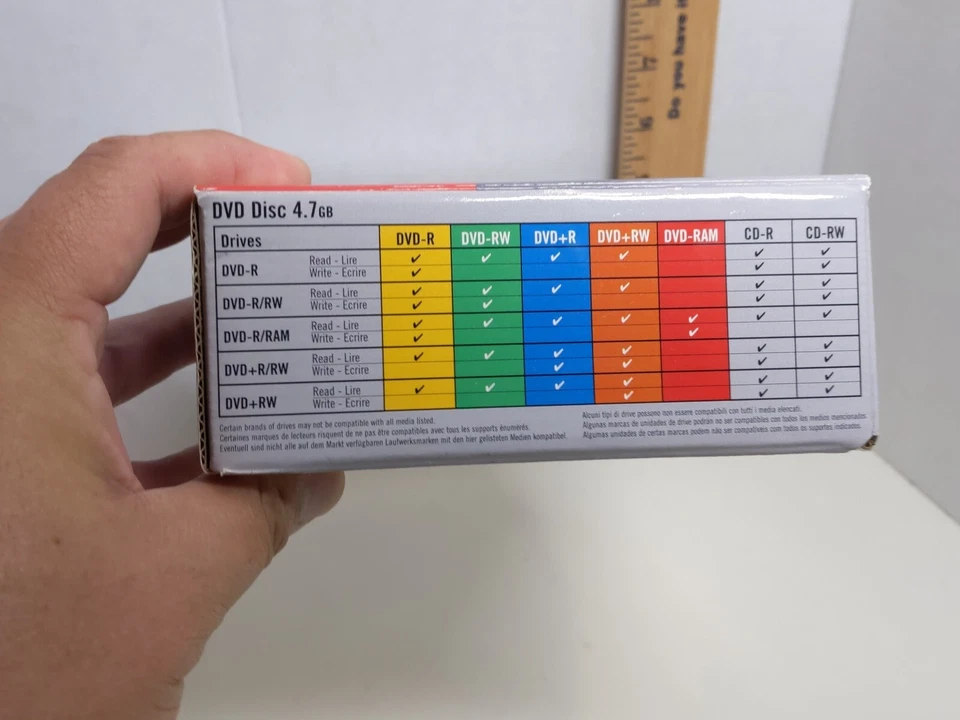 Do you have i
7
6
DVD Disc 4.7GB
Drives DVD-R DVD-RW DVD+R DVD+RW DVD-RAM CD-R CD-RW
DVD-R Read - Lire ✓ ✓ ✓ ✓ ✓ ✓
Write - Ecrire ✓ ✓ ✓
DVD-R/RW Read - Lire ✓ ✓ ✓ ✓ ✓ ✓
Write - Ecrire ✓ ✓ ✓ ✓
DVD-R/RAM Read - Lire ✓ ✓ ✓ ✓ ✓ ✓ ✓
Write - Ecrire ✓ ✓
DVD+R/RW Read - Lire ✓ ✓ ✓ ✓ ✓ ✓
Write - Ecrire ✓ ✓ ✓ ✓
DVD+RW Read - Lire ✓ ✓ ✓ ✓ ✓ ✓
Write - Ecrire ✓ ✓ ✓
Certain brands of drives may not be compatible with all media listed.
Certaines marques de lecteurs risquent de ne pas être compatibles avec tous les supports énumérés.
Eventuell sind nicht alle auf dem Markt verfügbaren Laufwerksmarken mit den hier gelisteten Medien kompatibel.
Alcuni tipi di drive possono non essere compatibili con tutti i media elencati.
Algunas marcas de unidades de drive podrán no ser compatibles con todos los medios mencionados.
Algumas unidades de certas marcas podem não ser compatíveis com todos os suportes indicados.